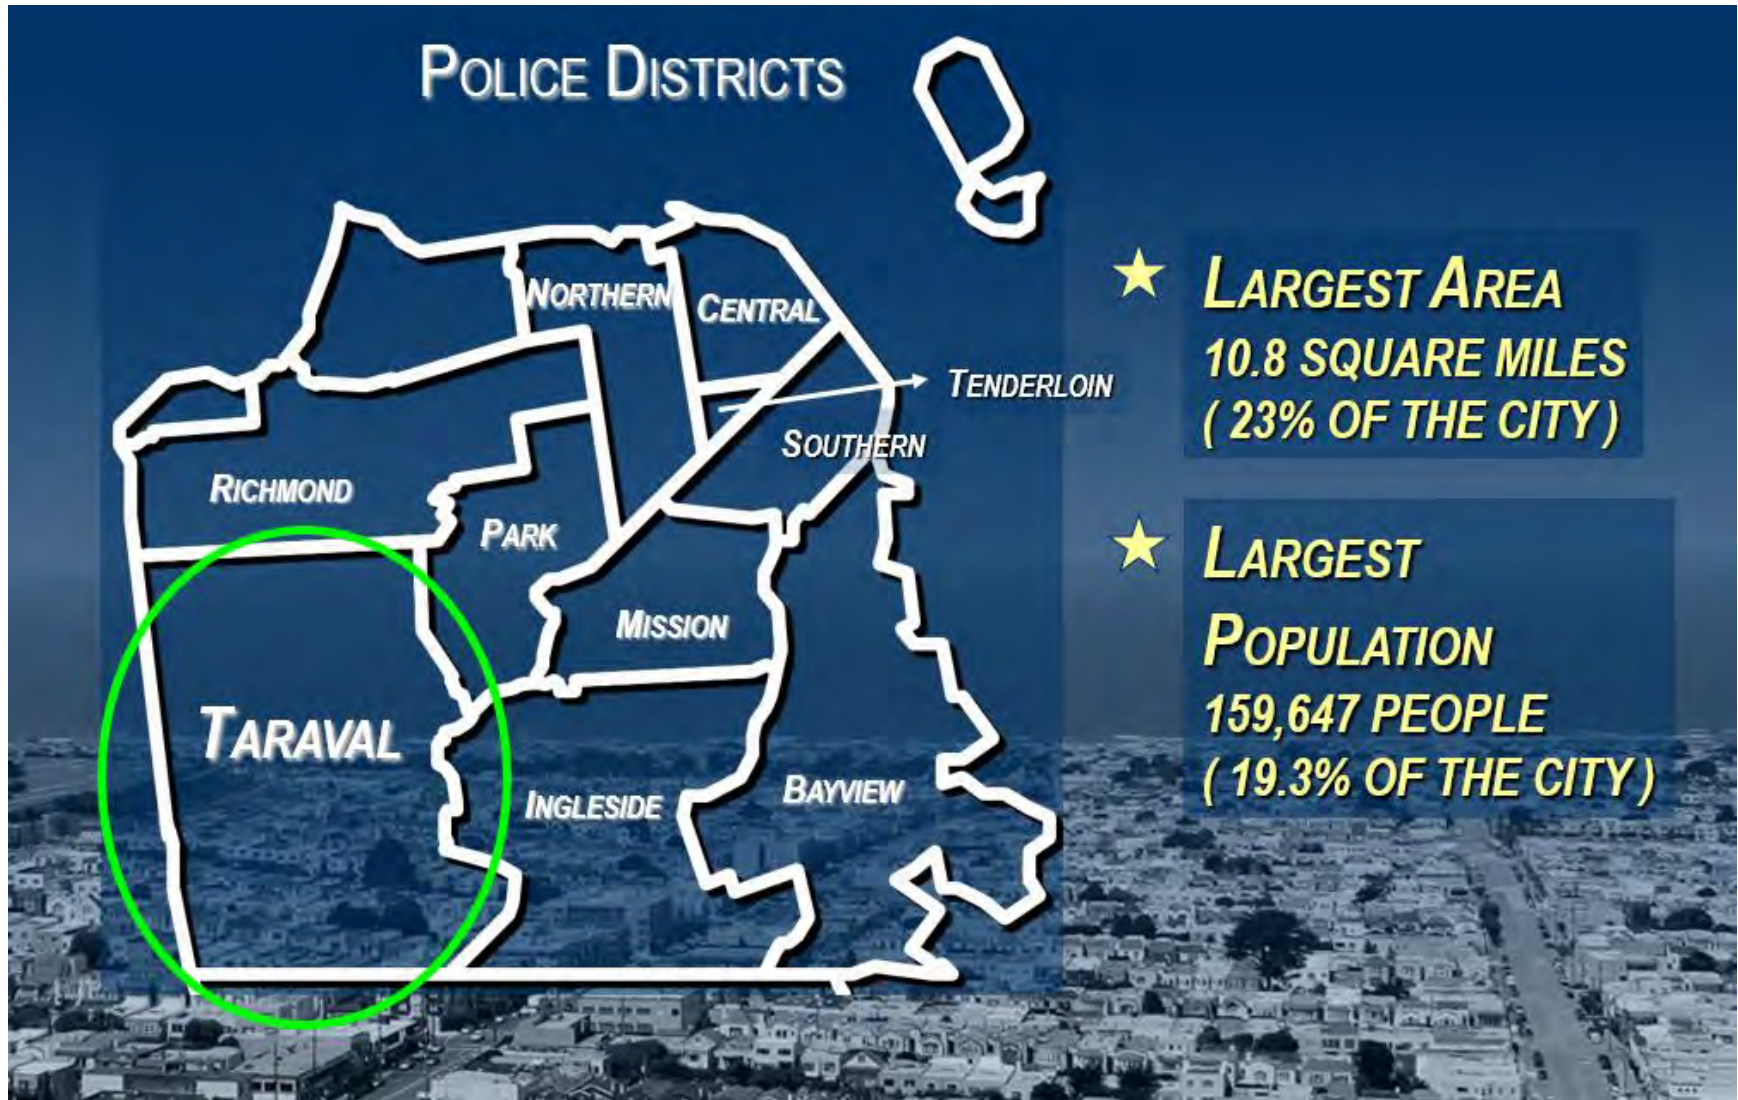 POLICE DISTRICTS
NORTHERN
CENTRAL
TENDERLOIN
SOUTHERN
RICHMOND
PARK
MISSION
TARAVAL
INGLESIDE
BAYVIEW
LARGEST AREA
10.8 SQUARE MILES
( 23% OF THE CITY )
LARGEST
POPULATION
159,647 PEOPLE
( 19.3% OF THE CITY )